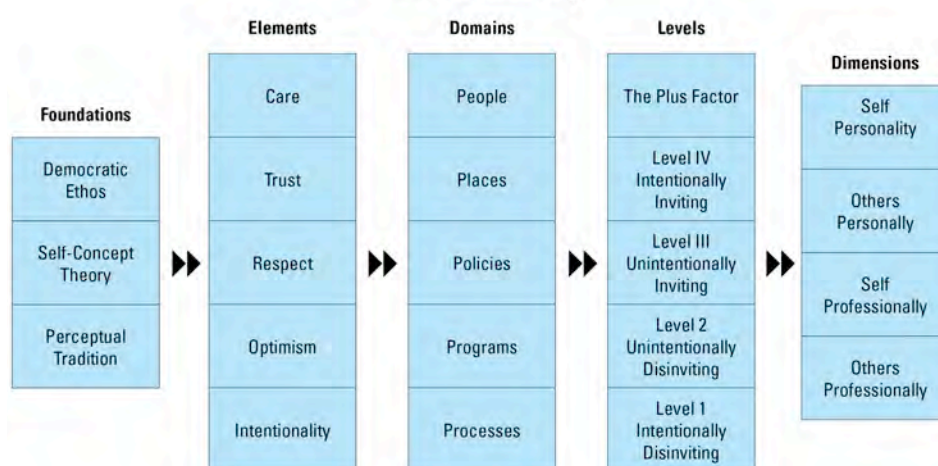 Foundations
Democratic
Ethos
Self-Concept
Theory
Perceptual
Tradition
Elements
Care
Trust
Respect
Optimism
Intentionality
Domains
People
Places
Policies
Programs
Processes
Levels
The Plus Factor
Level IV
Intentionally
Inviting
Level III
Unintentionally
Inviting
Level 2
Unintentionally
Disinviting
Level 1
Intentionally
Disinviting
Dimensions
Self
Personality
Others
Personally
Self
Professionally
Others
Professionally